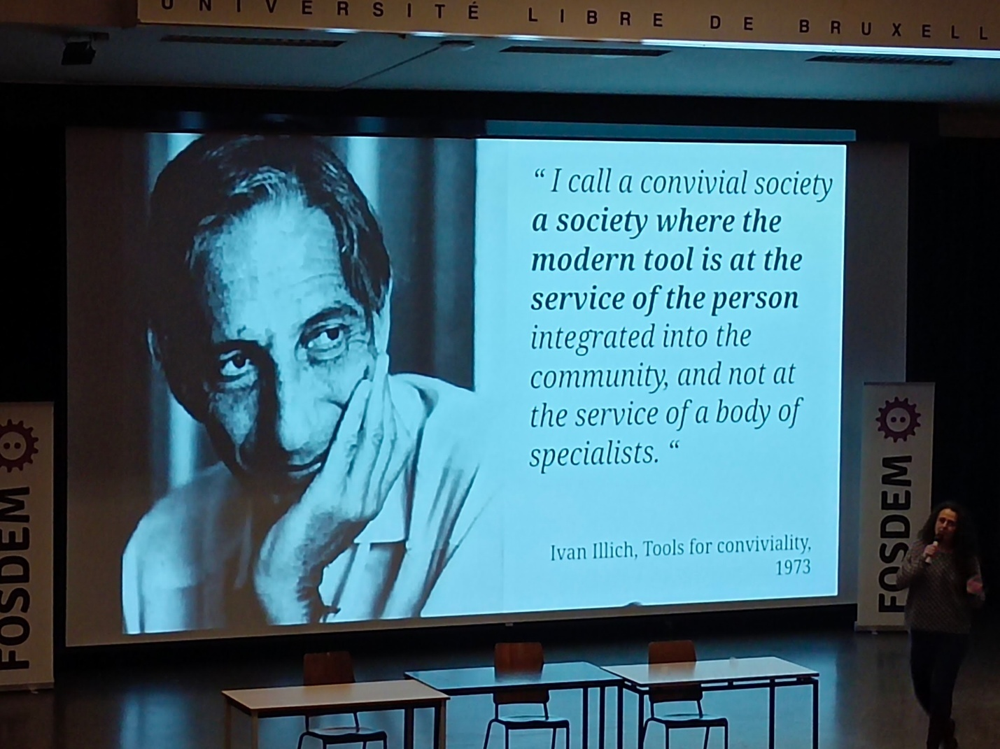 UNIVERSITÉ LIBRE DE BRUXELL
“ I call a convivial society
a society where the
modern tool is at the
service of the person
integrated into the
community, and not at
the service of a body of
specialists. “
Ivan Illich, Tools for conviviality,
1973
FOSDEM
FOSDEM